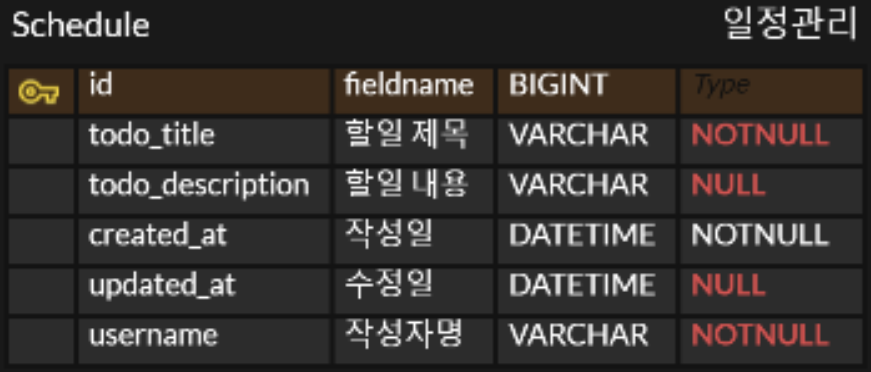 Schedule 일정관리
id fieldname BIGINT Type
todo_title 할일 제목 VARCHAR NOTNULL
todo_description 할일 내용 VARCHAR NULL
created_at 작성일 DATETIME NOTNULL
updated_at 수정일 DATETIME NULL
username 작성자명 VARCHAR NOTNULL